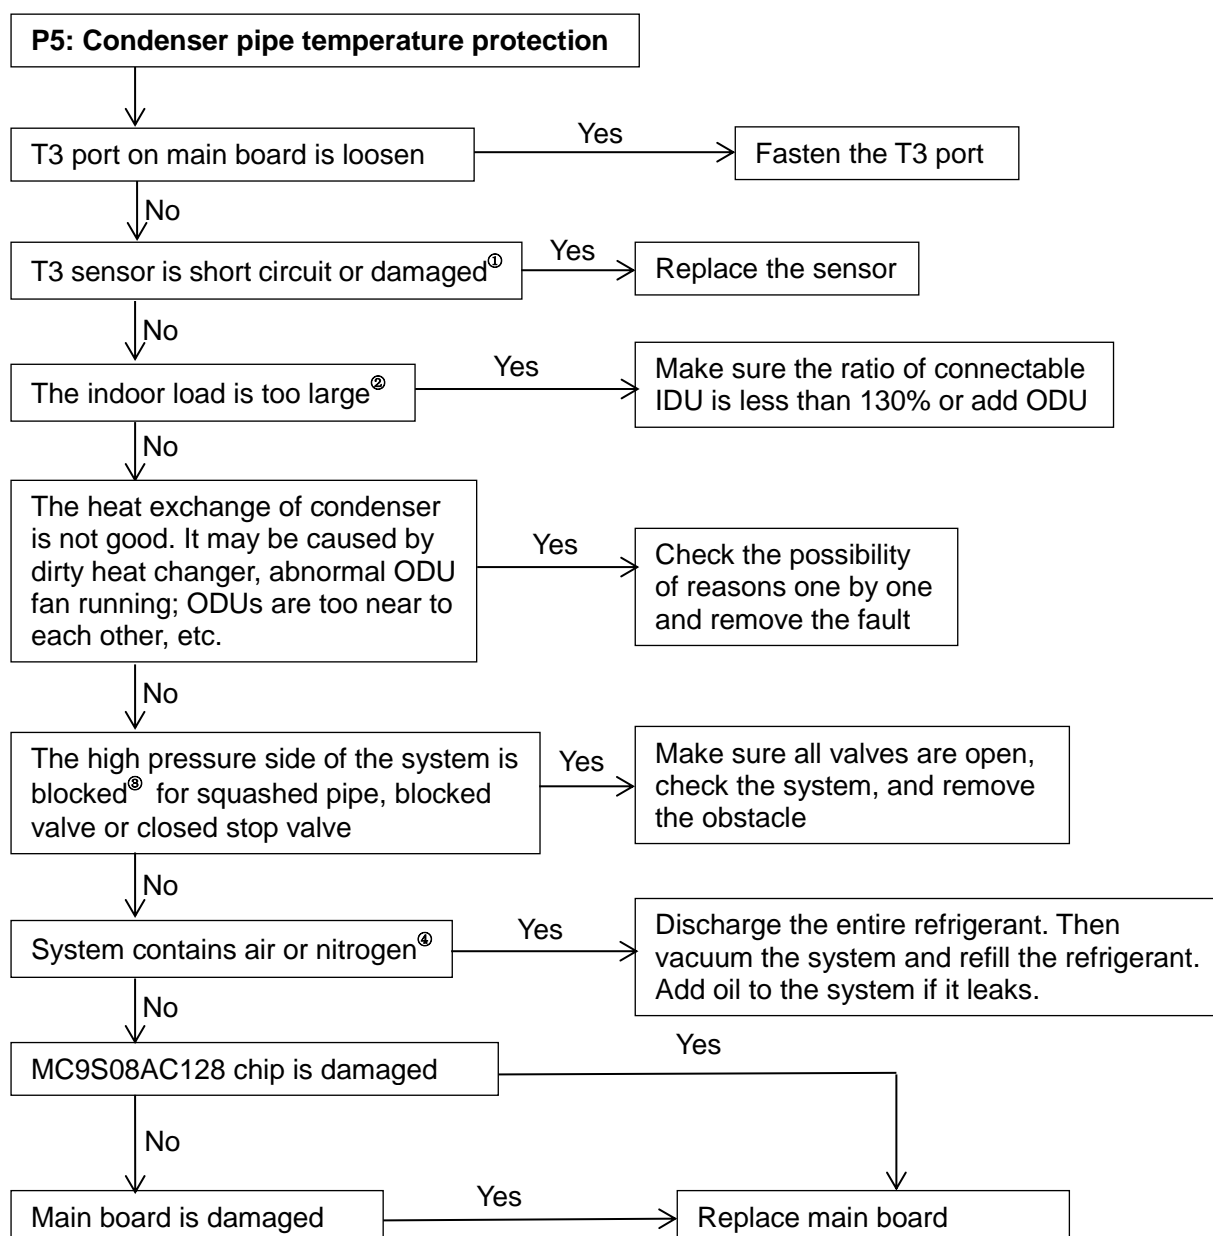 P5: Condenser pipe temperature protection
T3 port on main board is loosen
Yes
Fasten the T3 port
No
T3 sensor is short circuit or damaged①
Yes
Replace the sensor
No
The indoor load is too large②
Yes
Make sure the ratio of connectable
IDU is less than 130% or add ODU
No
The heat exchange of condenser
is not good. It may be caused by
dirty heat changer, abnormal ODU
fan running; ODUs are too near to
each other, etc.
Yes
Check the possibility
of reasons one by one
and remove the fault
No
The high pressure side of the system is
blocked③ for squashed pipe, blocked
valve or closed stop valve
Yes
Make sure all valves are open,
check the system, and remove
the obstacle
No
System contains air or nitrogen④
Yes
Discharge the entire refrigerant. Then
vacuum the system and refill the refrigerant.
Add oil to the system if it leaks.
No
MC9S08AC128 chip is damaged
Yes
No
Main board is damaged
Yes
Replace main board